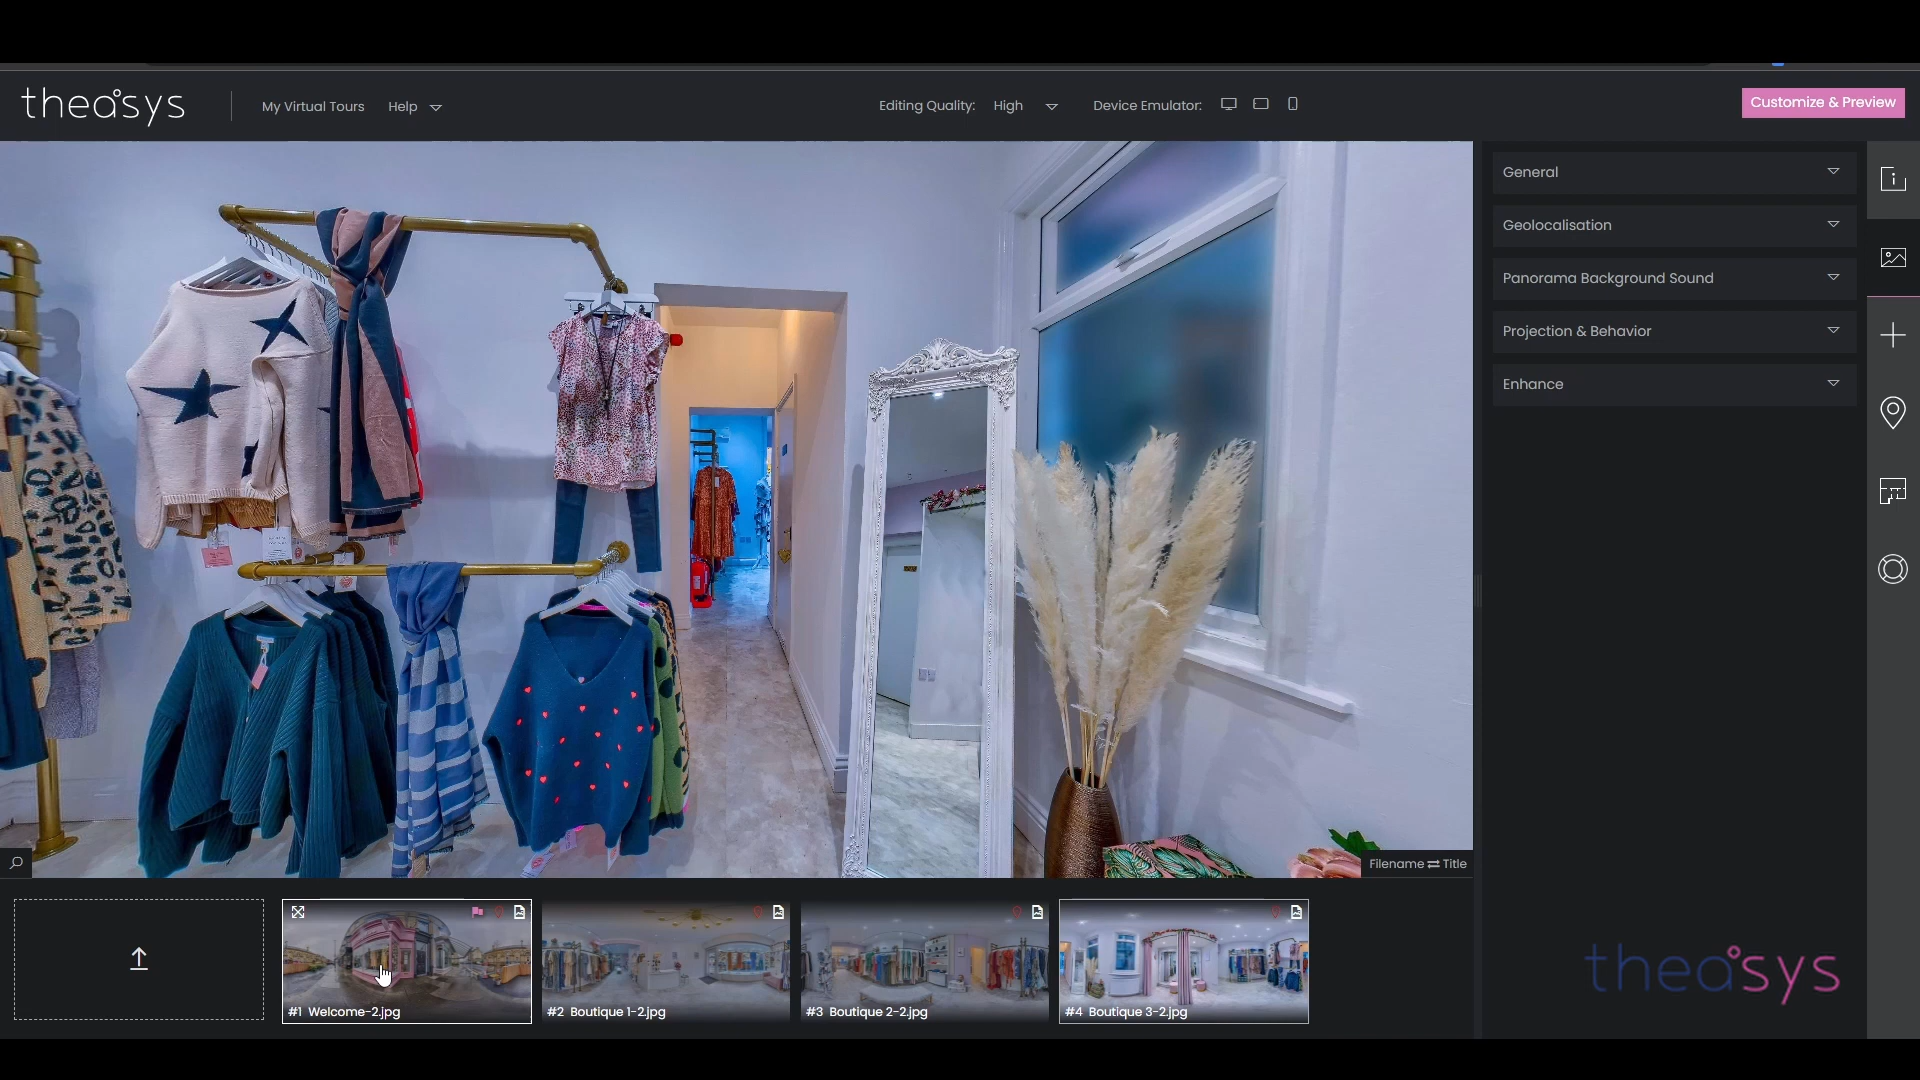 theasys
My Virtual Tours
Help
Editing Quality: High
Device Emulator:
Customize & Preview
General
Geolocalisation
Panorama Background Sound
Projection & Behavior
Enhance
Filename ⇄ Title
#1 Welcome-2.jpg
#2 Boutique 1-2.jpg
#3 Boutique 2-2.jpg
#4 Boutique 3-2.jpg
theasys